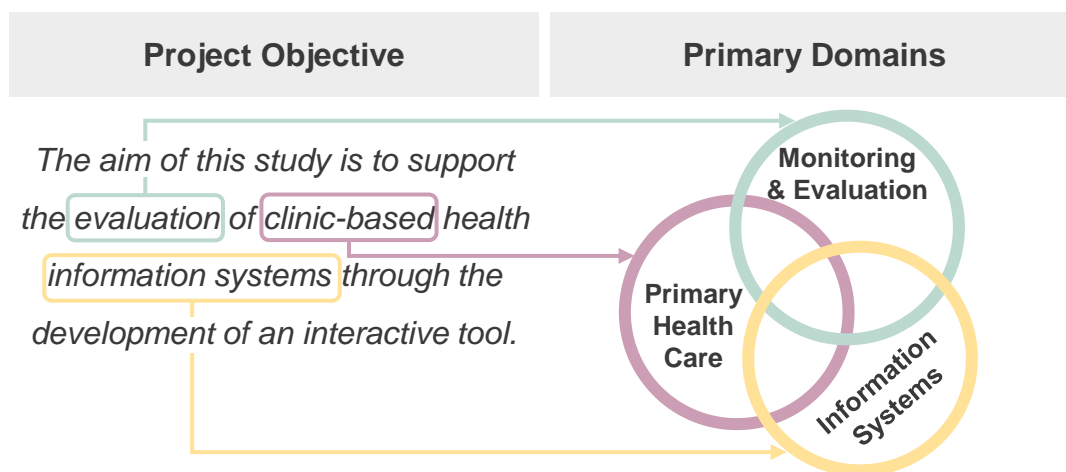 Project Objective
Primary Domains
The aim of this study is to support
the evaluation of clinic-based health
information systems through the
development of an interactive tool.
Monitoring
& Evaluation
Primary
Health
Care
Information
Systems